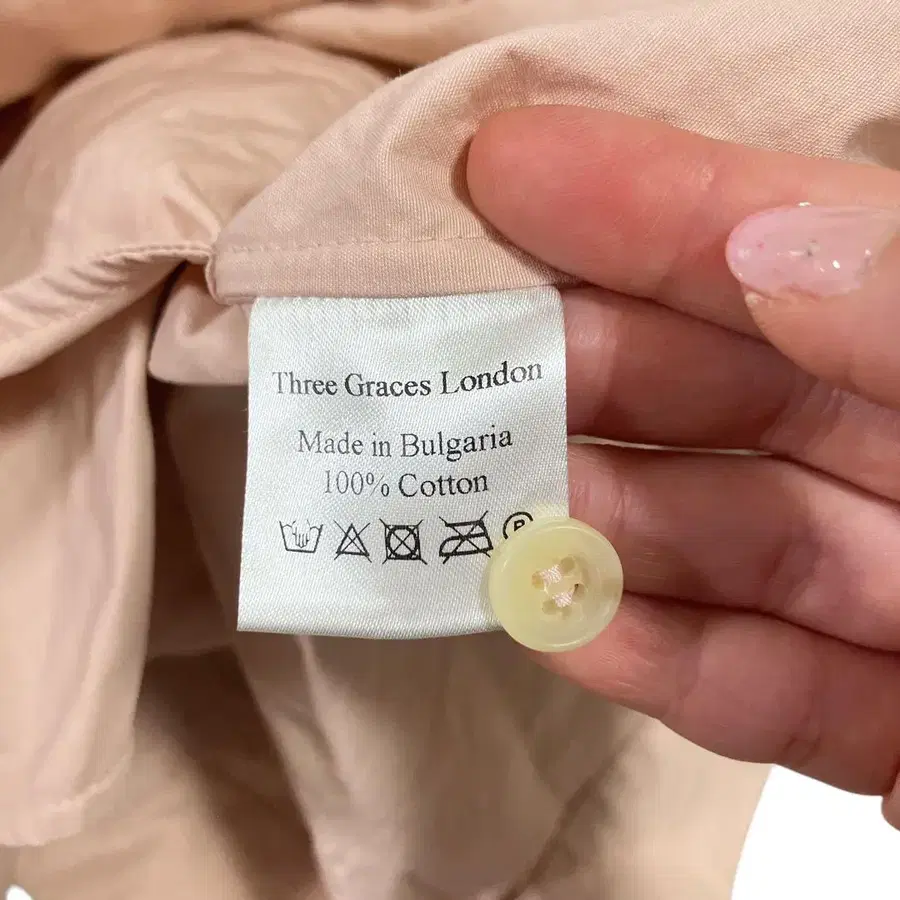 Three Graces London
Made in Bulgaria
100% Cotton
P